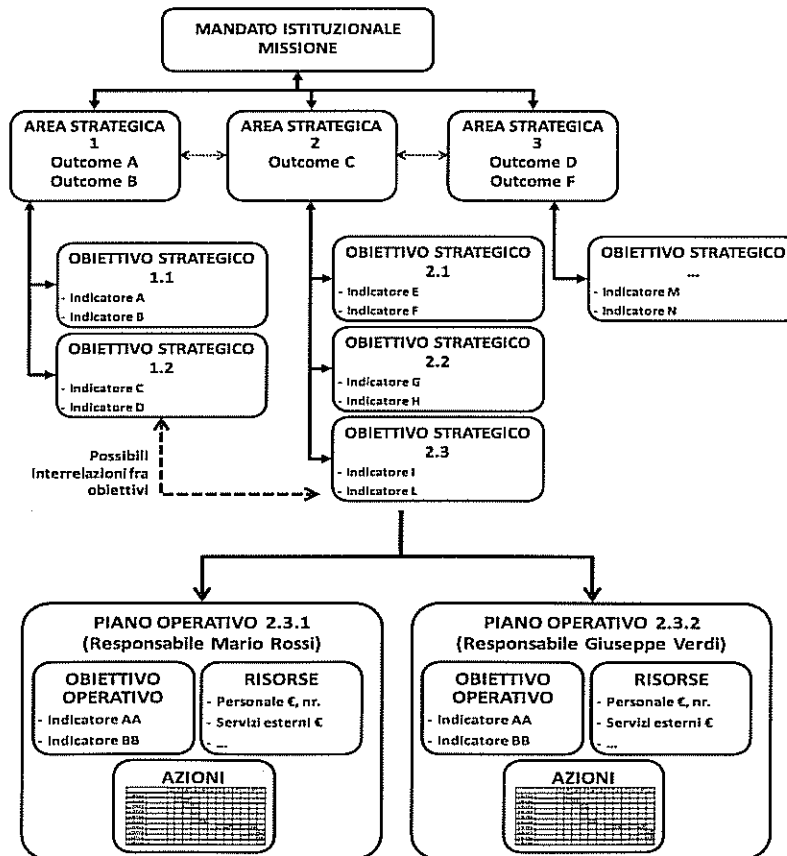 MANDATO ISTITUZIONALE
MISSIONE
AREA STRATEGICA
1
Outcome A
Outcome B
AREA STRATEGICA
2
Outcome C
AREA STRATEGICA
3
Outcome D
Outcome F
OBIETTIVO STRATEGICO
1.1
- Indicatore A
- Indicatore B
OBIETTIVO STRATEGICO
1.2
- Indicatore C
- Indicatore D
OBIETTIVO STRATEGICO
2.1
- Indicatore E
- Indicatore F
OBIETTIVO STRATEGICO
2.2
- Indicatore G
- Indicatore H
OBIETTIVO STRATEGICO
2.3
- Indicatore I
- Indicatore L
OBIETTIVO STRATEGICO
...
- Indicatore M
- Indicatore N
Possibili
interrelazioni fra
obiettivi
PIANO OPERATIVO 2.3.1
(Responsabile Mario Rossi)
OBIETTIVO
OPERATIVO
- Indicatore AA
- Indicatore BB
RISORSE
- Personale €, nr.
- Servizi esterni €
- ...
AZIONI
PIANO OPERATIVO 2.3.2
(Responsabile Giuseppe Verdi)
OBIETTIVO
OPERATIVO
- Indicatore AA
- Indicatore BB
RISORSE
- Personale €, nr.
- Servizi esterni €
- ...
AZIONI